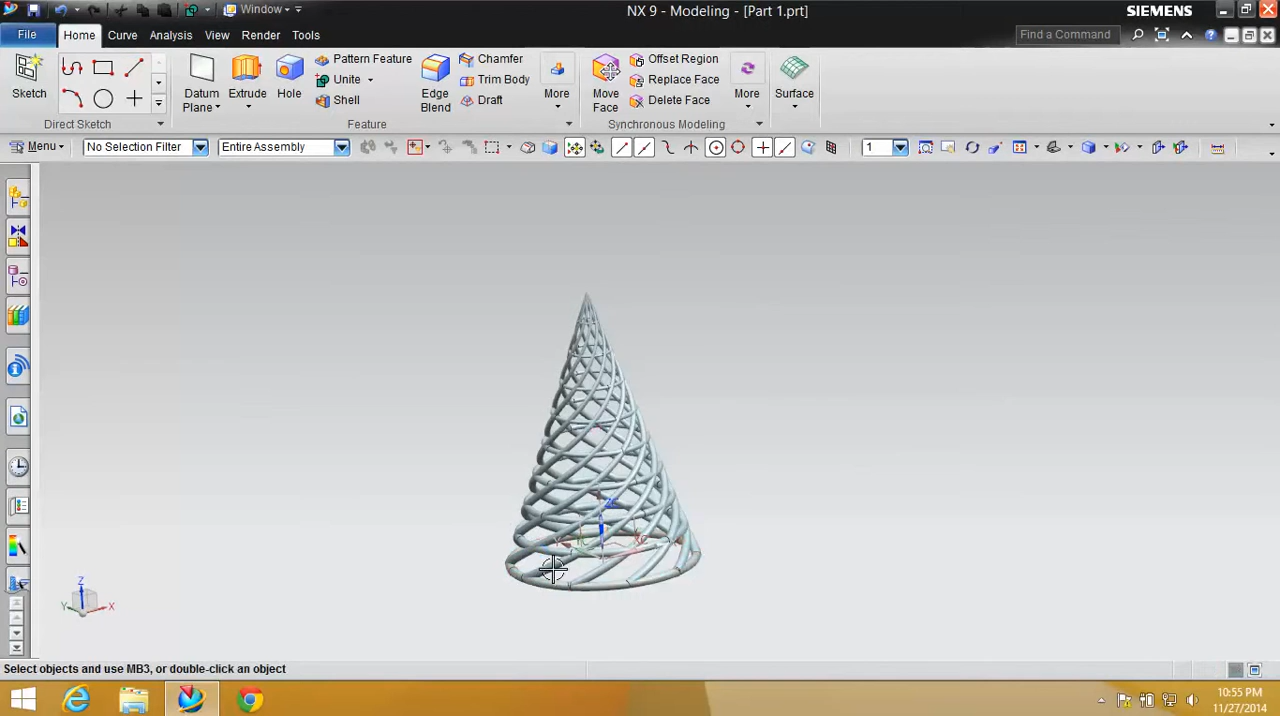 NX 9 - Modeling - [Part 1.prt]
SIEMENS
Window
File
Home
Curve
Analysis
View
Render
Tools
Find a Command
Sketch
Direct Sketch
Datum
Plane
Extrude
Hole
Pattern Feature
Unite
Shell
Edge
Blend
Chamfer
Trim Body
Draft
More
Feature
Move
Face
Offset Region
Replace Face
Delete Face
More
Synchronous Modeling
Surface
Menu
No Selection Filter
Entire Assembly
1
Z
Y
X
Select objects and use MB3, or double-click an object
10:55 PM
11/27/2014